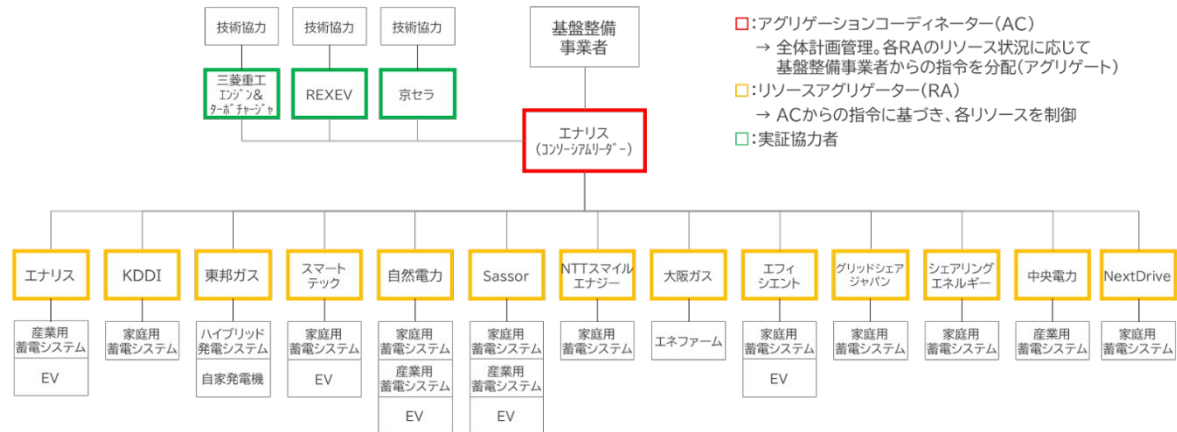 技術協力
技術協力
技術協力
基盤整備
事業者
三菱重工
エンジン&
ターボチャージャ
REXEV
京セラ
エナリス
(コンソーシアムリーダー)
□:アグリゲーションコーディネーター(AC)
→ 全体計画管理。各RAのリソース状況に応じて
基盤整備事業者からの指令を分配(アグリゲート)
□:リソースアグリゲーター(RA)
→ ACからの指令に基づき、各リソースを制御
□:実証協力者
エナリス
KDDI
東邦ガス
スマート
テック
自然電力
Sassor
NTTスマイル
エナジー
大阪ガス
エフィ
シエント
グリッドシェア
ジャパン
シェアリング
エネルギー
中央電力
NextDrive
産業用
蓄電システム
EV
家庭用
蓄電システム
ハイブリッド
発電システム
自家発電機
家庭用
蓄電システム
EV
家庭用
蓄電システム
産業用
蓄電システム
EV
家庭用
蓄電システム
産業用
蓄電システム
EV
家庭用
蓄電システム
エネファーム
家庭用
蓄電システム
EV
家庭用
蓄電システム
家庭用
蓄電システム
産業用
蓄電システム
家庭用
蓄電システム